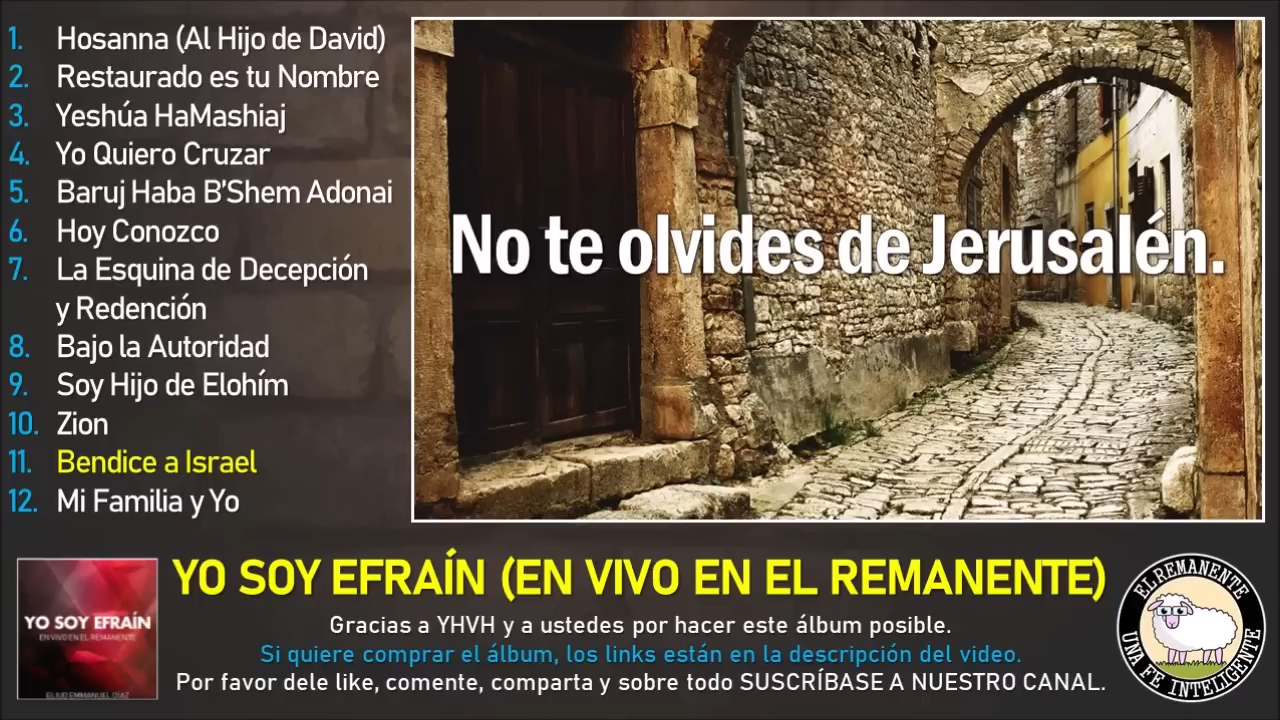 1. Hosanna (Al Hijo de David)
2. Restaurado es tu Nombre
3. Yeshúa HaMashiaj
4. Yo Quiero Cruzar
5. Baruj Haba B'Shem Adonai
6. Hoy Conozco
7. La Esquina de Decepción
y Redención
8. Bajo la Autoridad
9. Soy Hijo de Elohím
10. Zion
11. Bendice a Israel
12. Mi Familia y Yo
No te olvides de Jerusalén.
YO SOY EFRAÍN
EN VIVO EN EL REMANENTE
ELIUD EMMANUEL DÍAZ
YO SOY EFRAÍN (EN VIVO EN EL REMANENTE)
Gracias a YHVH y a ustedes por hacer este álbum posible.
Si quiere comprar el álbum, los links están en la descripción del video.
Por favor dele like, comente, comparta y sobre todo SUSCRÍBASE A NUESTRO CANAL.
EL REMANENTE
UNA FE INTELIGENTE